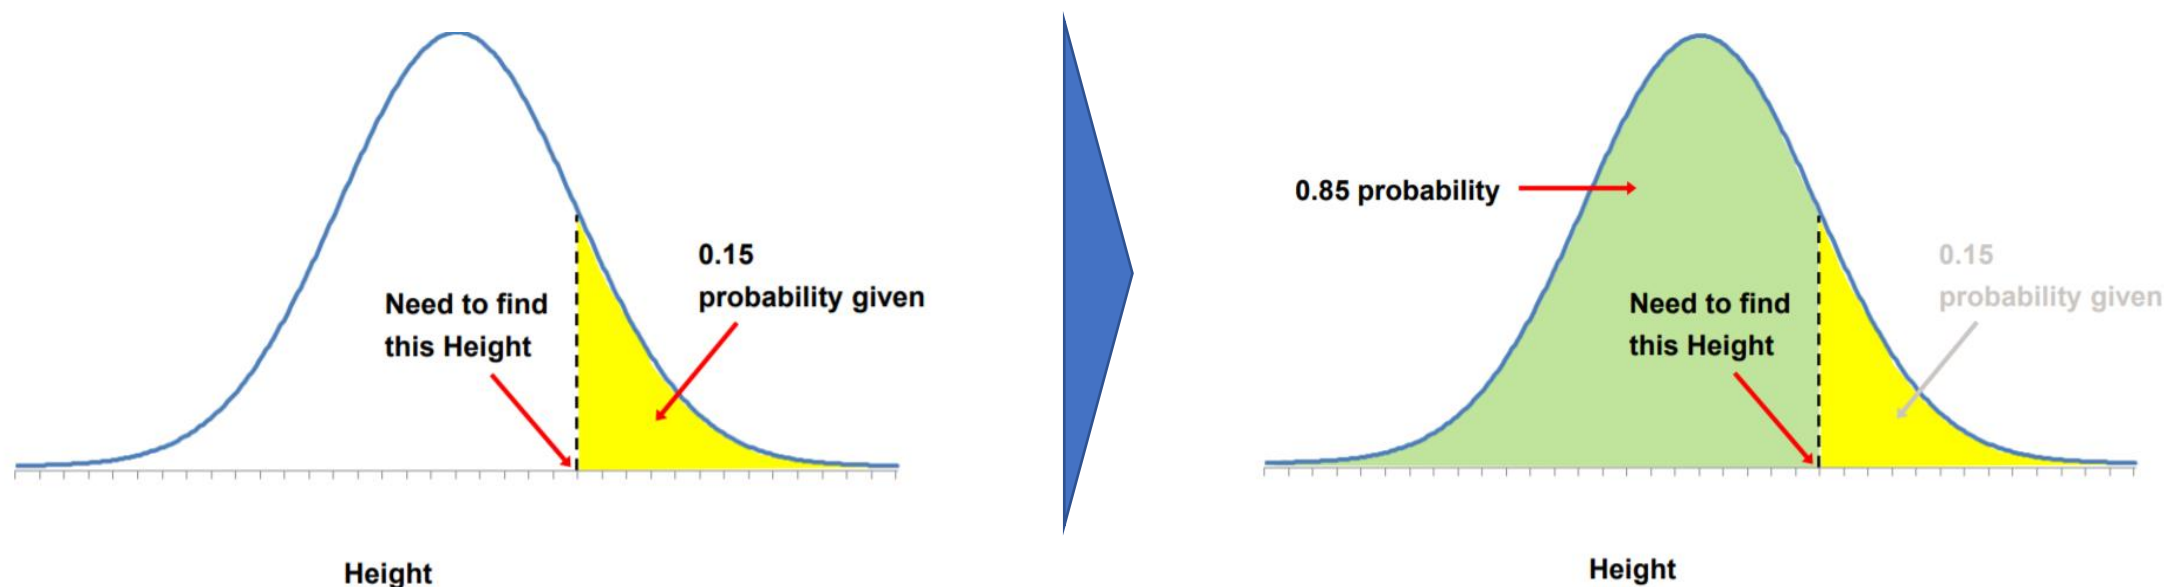 0.15
probability given
Need to find
this Height
Height
0.85 probability
0.15
probability given
Need to find
this Height
Height